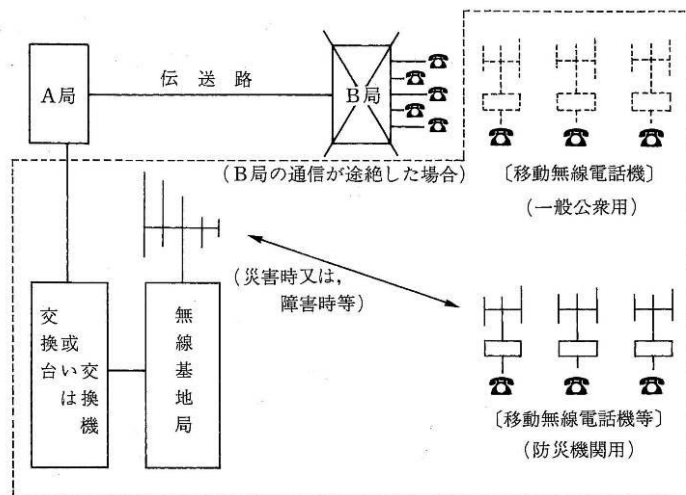 A局
伝送路
B局
(B局の通信が途絶した場合)
〔移動無線電話機〕
(一般公衆用)
(災害時又は,
障害時等)
交換台
或いは
交換機
無線基地局
〔移動無線電話機等〕
(防災機関用)